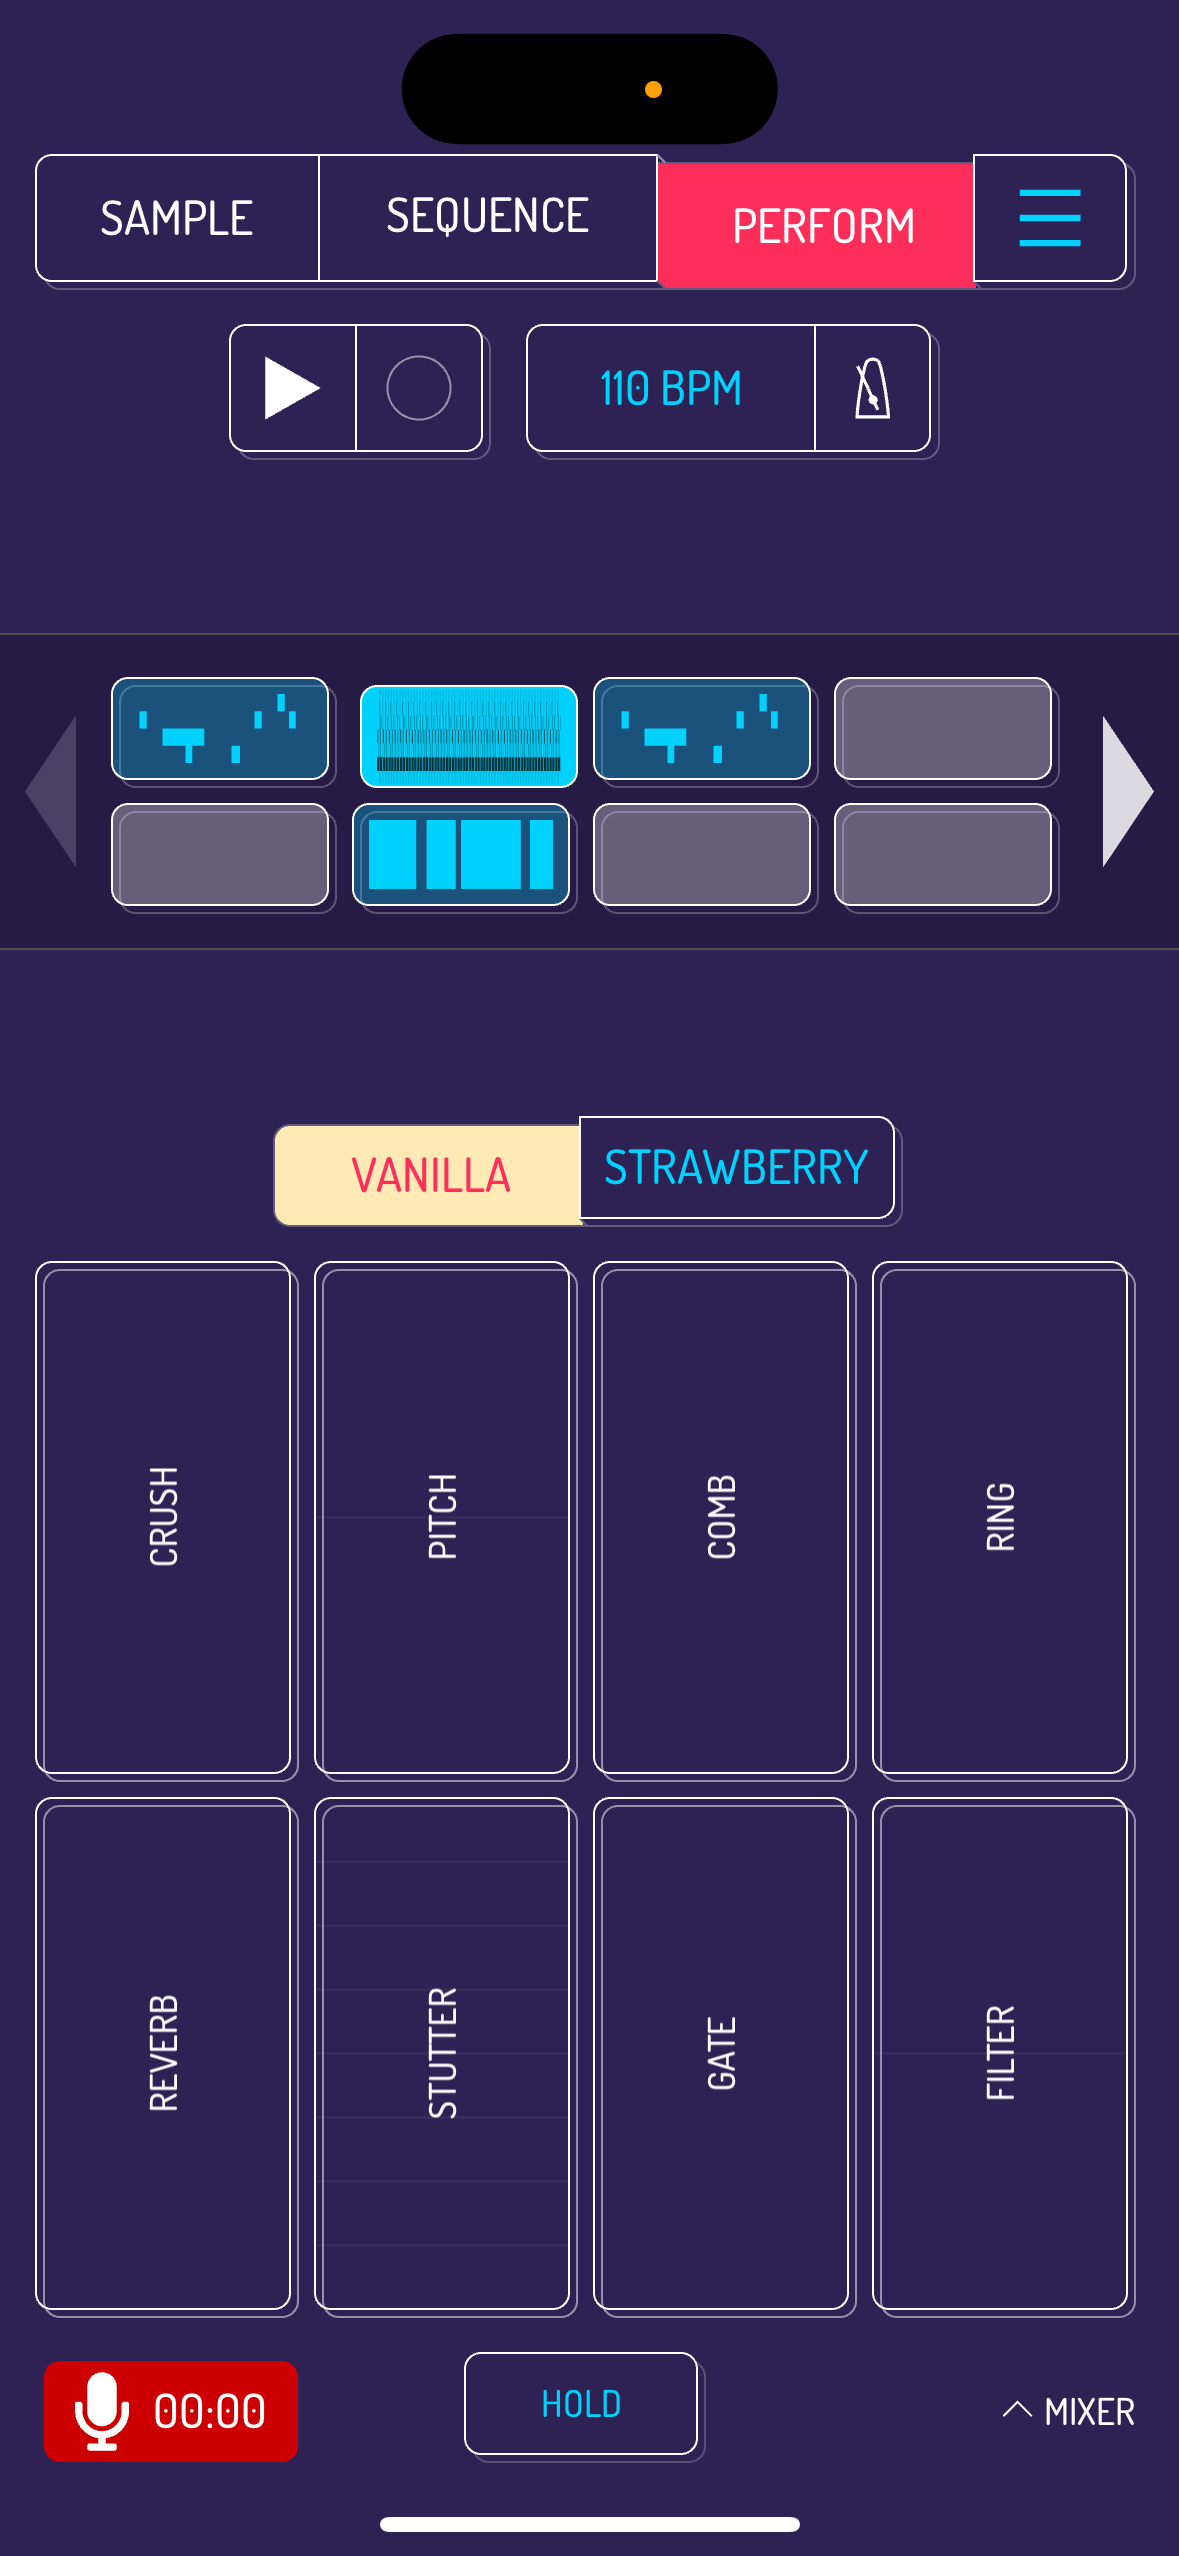 SAMPLE SEQUENCE PERFORM
110 BPM
VANILLA STRAWBERRY
CRUSH PITCH COMB RING
REVERB STUTTER GATE FILTER
00:00 HOLD MIXER